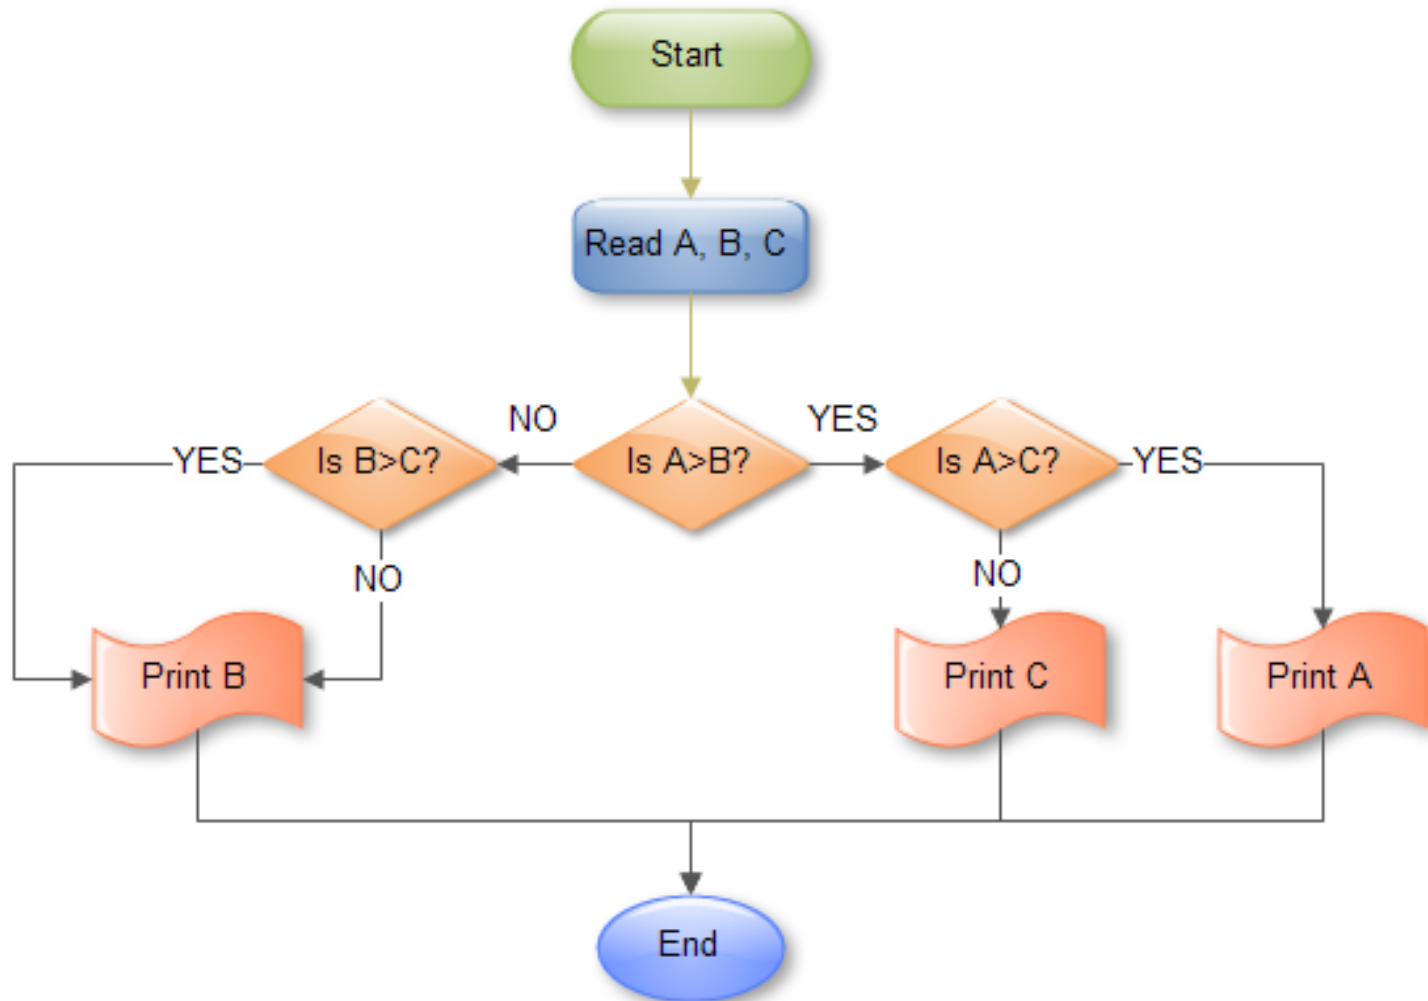 Start
Read A, B, C
NO
YES
YES
Is B>C?
Is A>B?
Is A>C?
YES
NO
NO
Print B
Print C
Print A
End